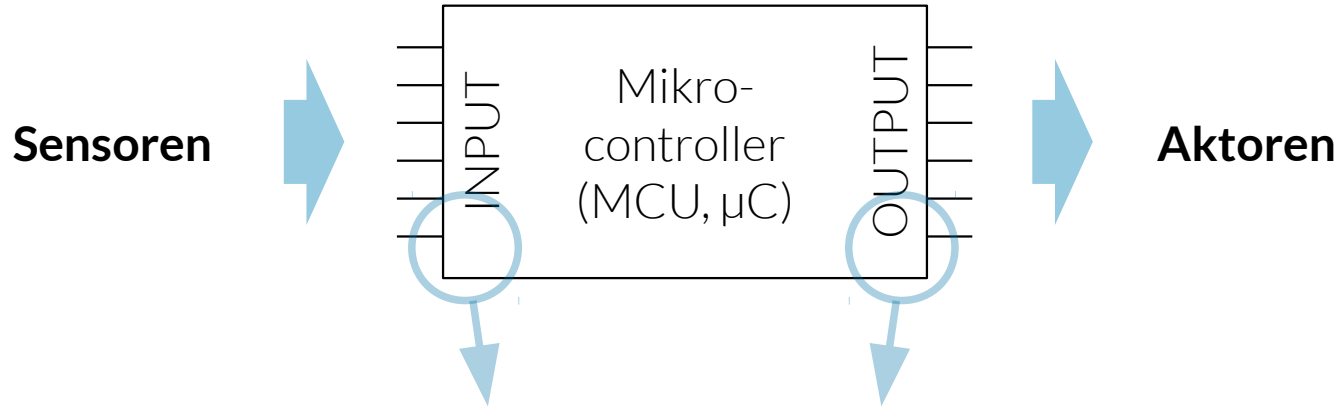 Sensoren
INPUT
Mikro-
controller
(MCU, µC)
OUTPUT
Aktoren